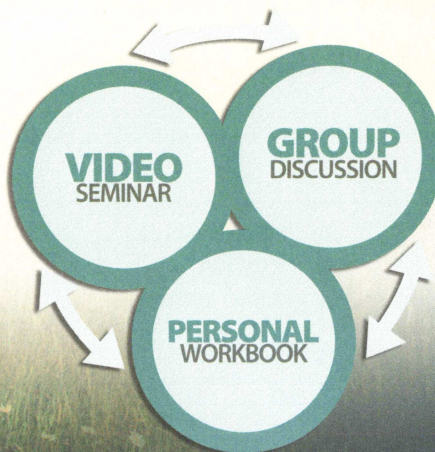 VIDEO
SEMINAR
GROUP
DISCUSSION
PERSONAL
WORKBOOK